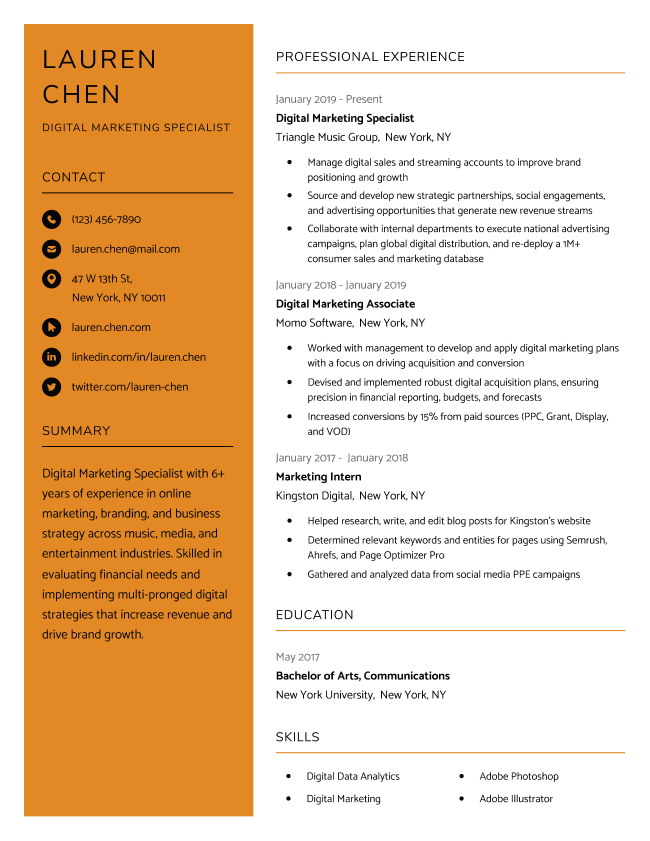 LAUREN
CHEN
DIGITAL MARKETING SPECIALIST
CONTACT
(123) 456-7890
lauren.chen@mail.com
47 W 13th St,
New York, NY 10011
lauren.chen.com
linkedin.com/in/lauren.chen
twitter.com/lauren-chen
SUMMARY
Digital Marketing Specialist with 6+
years of experience in online
marketing, branding, and business
strategy across music, media, and
entertainment industries. Skilled in
evaluating financial needs and
implementing multi-pronged digital
strategies that increase revenue and
drive brand growth.
PROFESSIONAL EXPERIENCE
January 2019 - Present
Digital Marketing Specialist
Triangle Music Group, New York, NY
• Manage digital sales and streaming accounts to improve brand
positioning and growth
• Source and develop new strategic partnerships, social engagements,
and advertising opportunities that generate new revenue streams
• Collaborate with internal departments to execute national advertising
campaigns, plan global digital distribution, and re-deploy a 1M+
consumer sales and marketing database
January 2018 - January 2019
Digital Marketing Associate
Momo Software, New York, NY
• Worked with management to develop and apply digital marketing plans
with a focus on driving acquisition and conversion
• Devised and implemented robust digital acquisition plans, ensuring
precision in financial reporting, budgets, and forecasts
• Increased conversions by 15% from paid sources (PPC, Grant, Display,
and VOD)
January 2017 - January 2018
Marketing Intern
Kingston Digital, New York, NY
• Helped research, write, and edit blog posts for Kingston's website
• Determined relevant keywords and entities for pages using Semrush,
Ahrefs, and Page Optimizer Pro
• Gathered and analyzed data from social media PPE campaigns
EDUCATION
May 2017
Bachelor of Arts, Communications
New York University, New York, NY
SKILLS
• Digital Data Analytics
• Digital Marketing
• Adobe Photoshop
• Adobe Illustrator